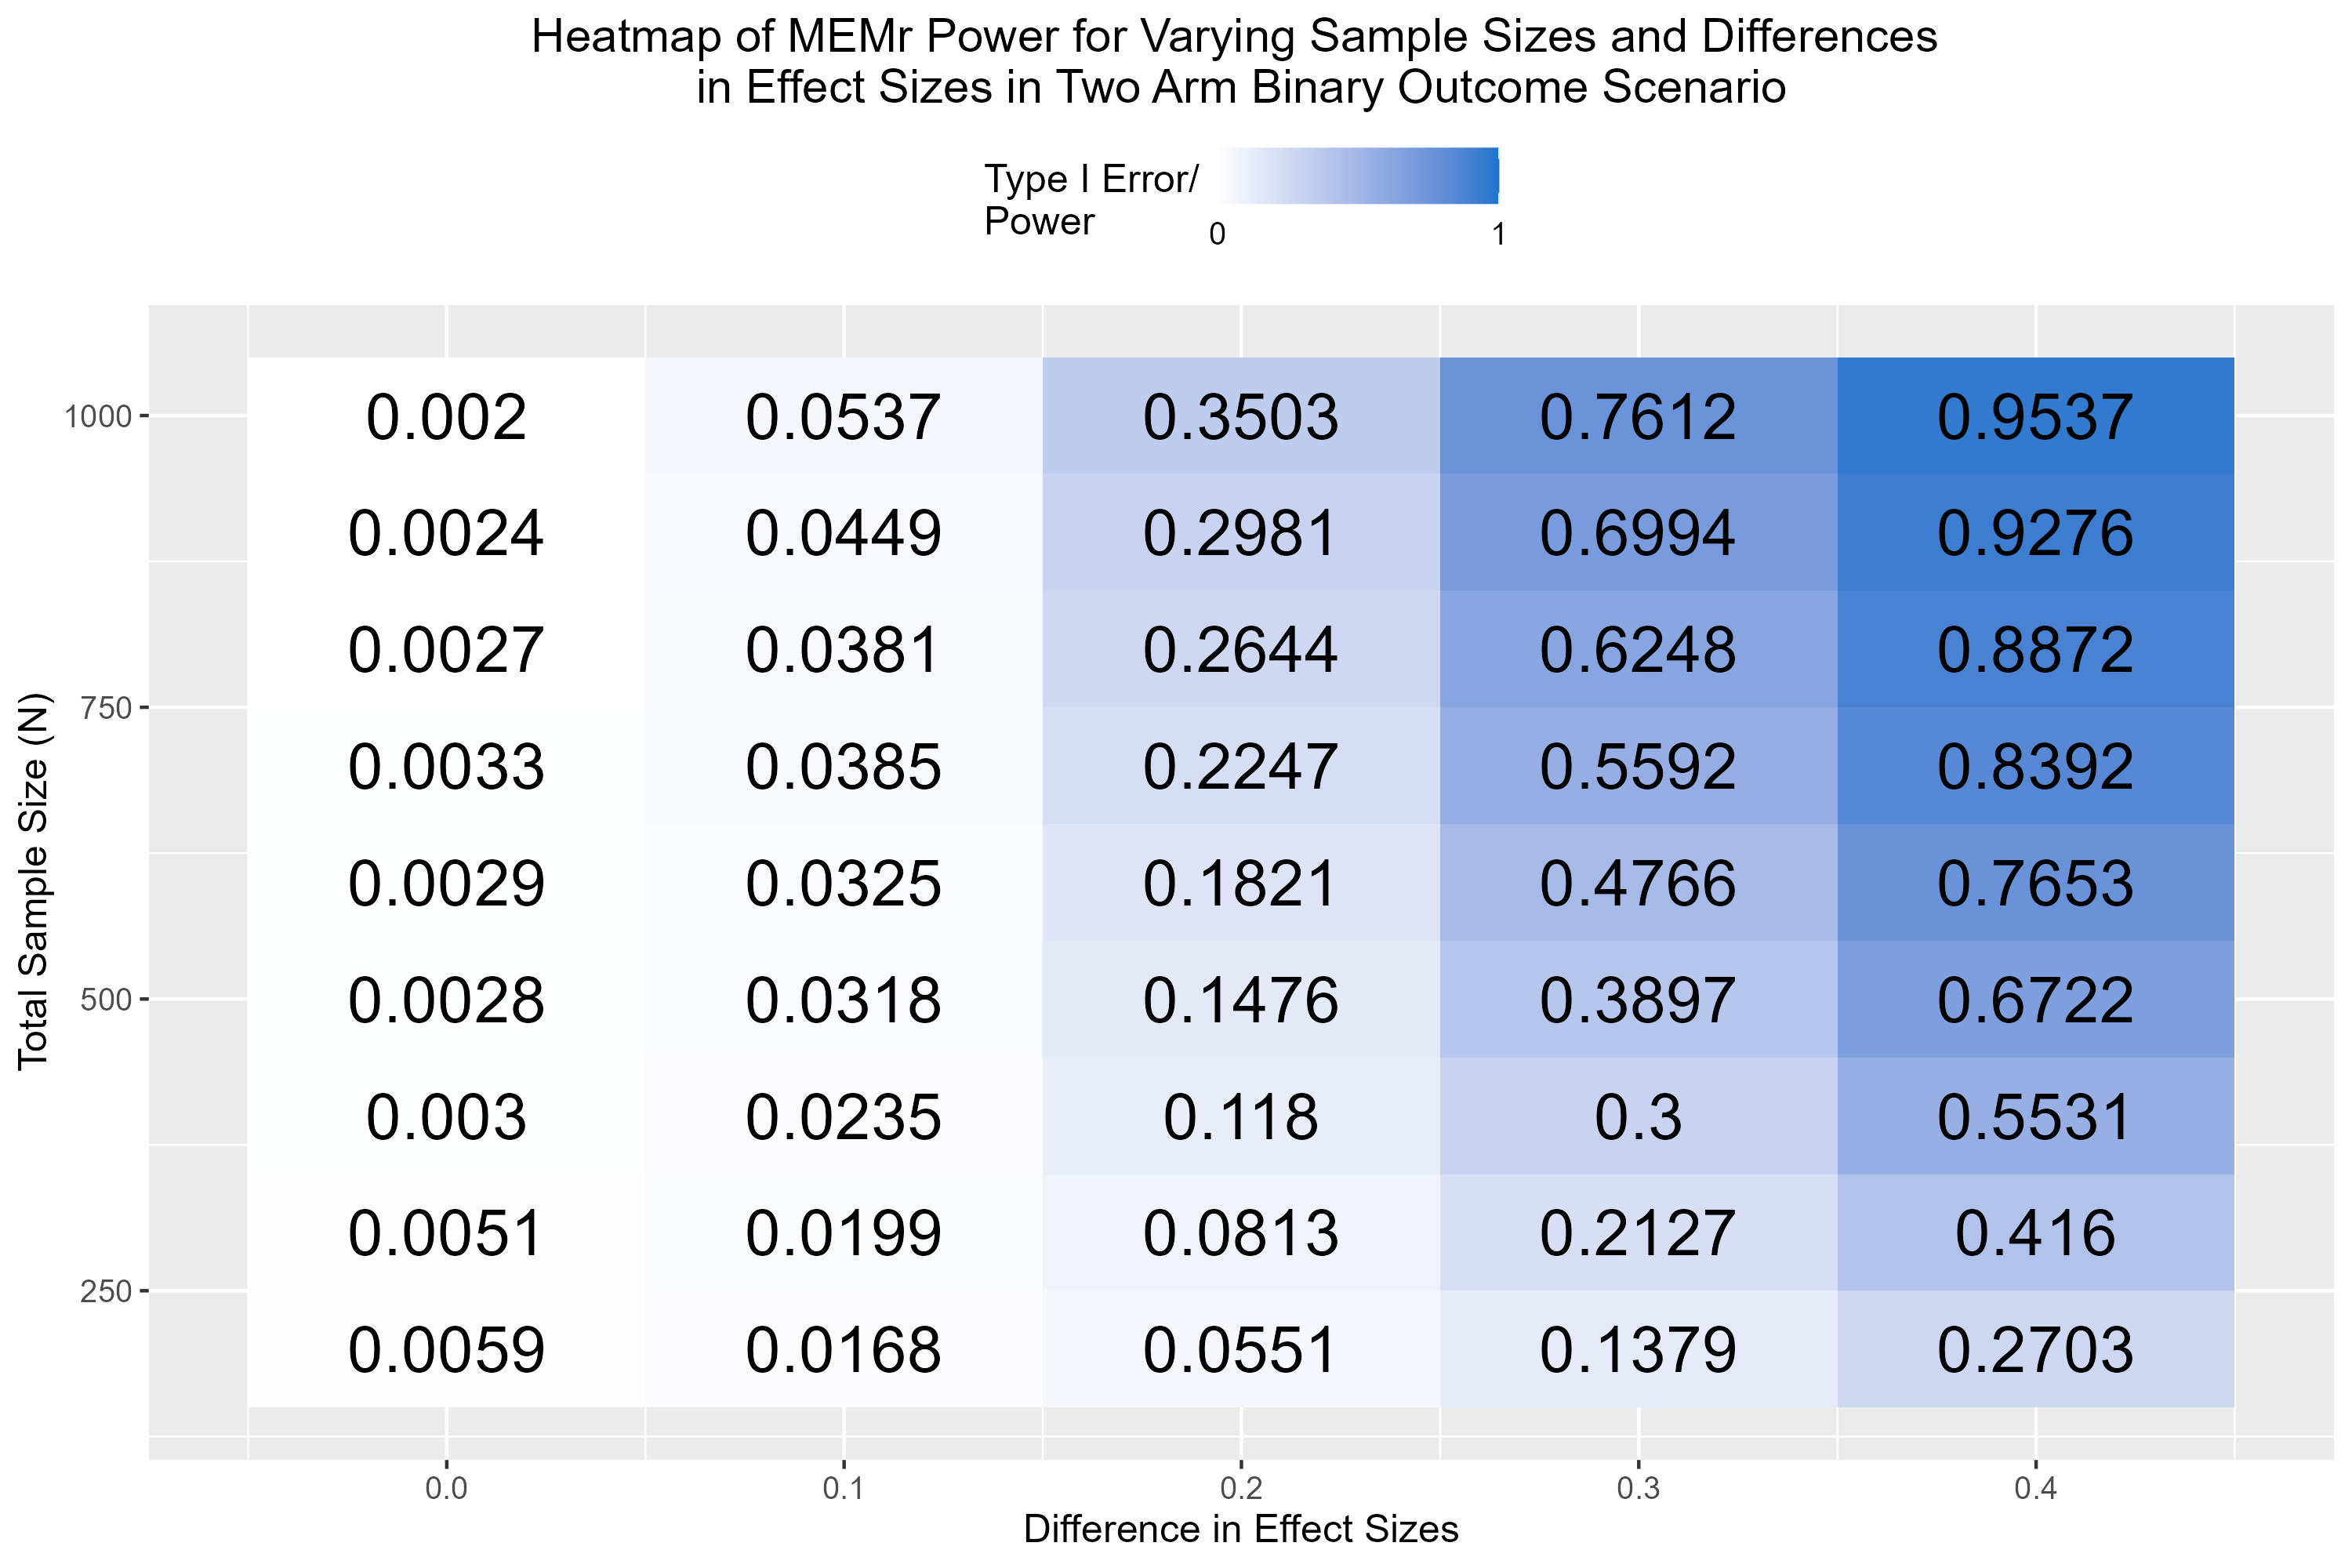 Heatmap of MEMr Power for Varying Sample Sizes and Differences
in Effect Sizes in Two Arm Binary Outcome Scenario
Type I Error/
Power
0 1
1000 0.002 0.0537 0.3503 0.7612 0.9537
0.0024 0.0449 0.2981 0.6994 0.9276
0.0027 0.0381 0.2644 0.6248 0.8872
750
0.0033 0.0385 0.2247 0.5592 0.8392
0.0029 0.0325 0.1821 0.4766 0.7653
500 0.0028 0.0318 0.1476 0.3897 0.6722
0.003 0.0235 0.118 0.3 0.5531
0.0051 0.0199 0.0813 0.2127 0.416
250
0.0059 0.0168 0.0551 0.1379 0.2703
0.0 0.1 0.2 0.3 0.4
Difference in Effect Sizes
Total Sample Size (N)